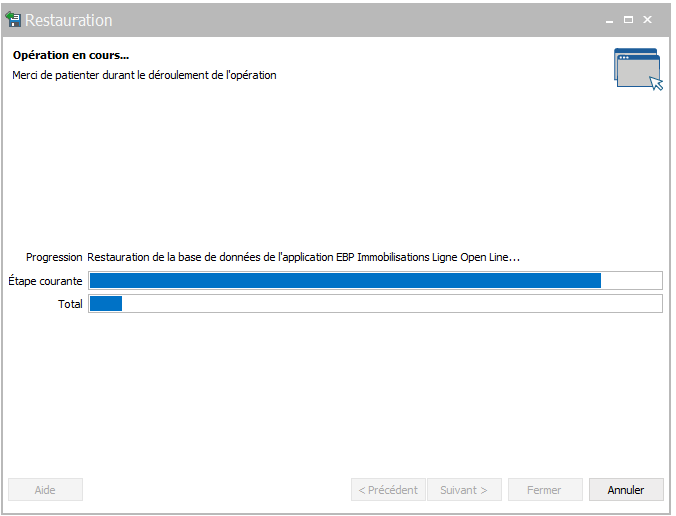 Restauration
Opération en cours...
Merci de patienter durant le déroulement de l'opération
Progression Restauration de la base de données de l'application EBP Immobilisations Ligne Open Line...
Étape courante
Total
Aide < Précédent Suivant > Fermer Annuler